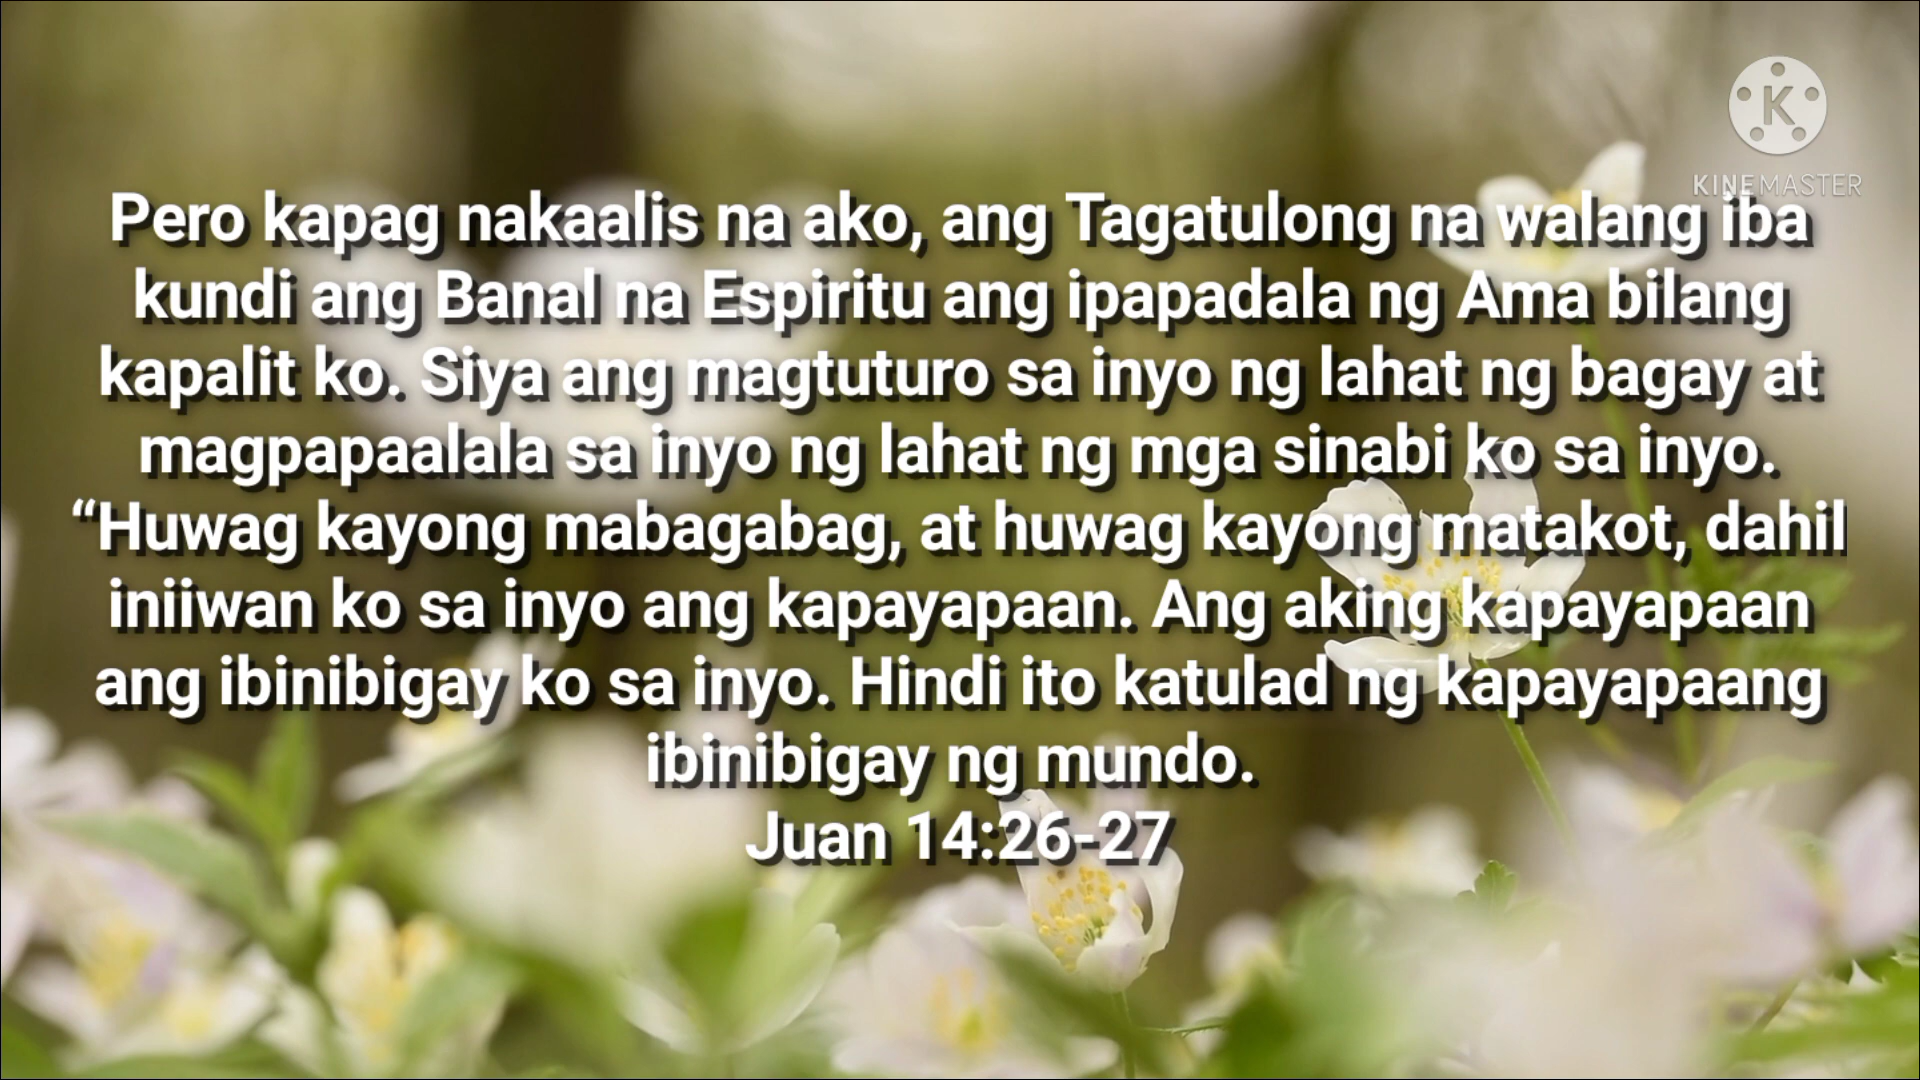 KINEMASTER
Pero kapag nakaalis na ako, ang Tagatulong na walang iba
kundi ang Banal na Espiritu ang ipapadala ng Ama bilang
kapalit ko. Siya ang magtuturo sa inyo ng lahat ng bagay at
magpapaalala sa inyo ng lahat ng mga sinabi ko sa inyo.
“Huwag kayong mabagabag, at huwag kayong matakot, dahil
iniiwan ko sa inyo ang kapayapaan. Ang aking kapayapaan
ang ibinibigay ko sa inyo. Hindi ito katulad ng kapayapaang
ibinibigay ng mundo.
Juan 14:26-27